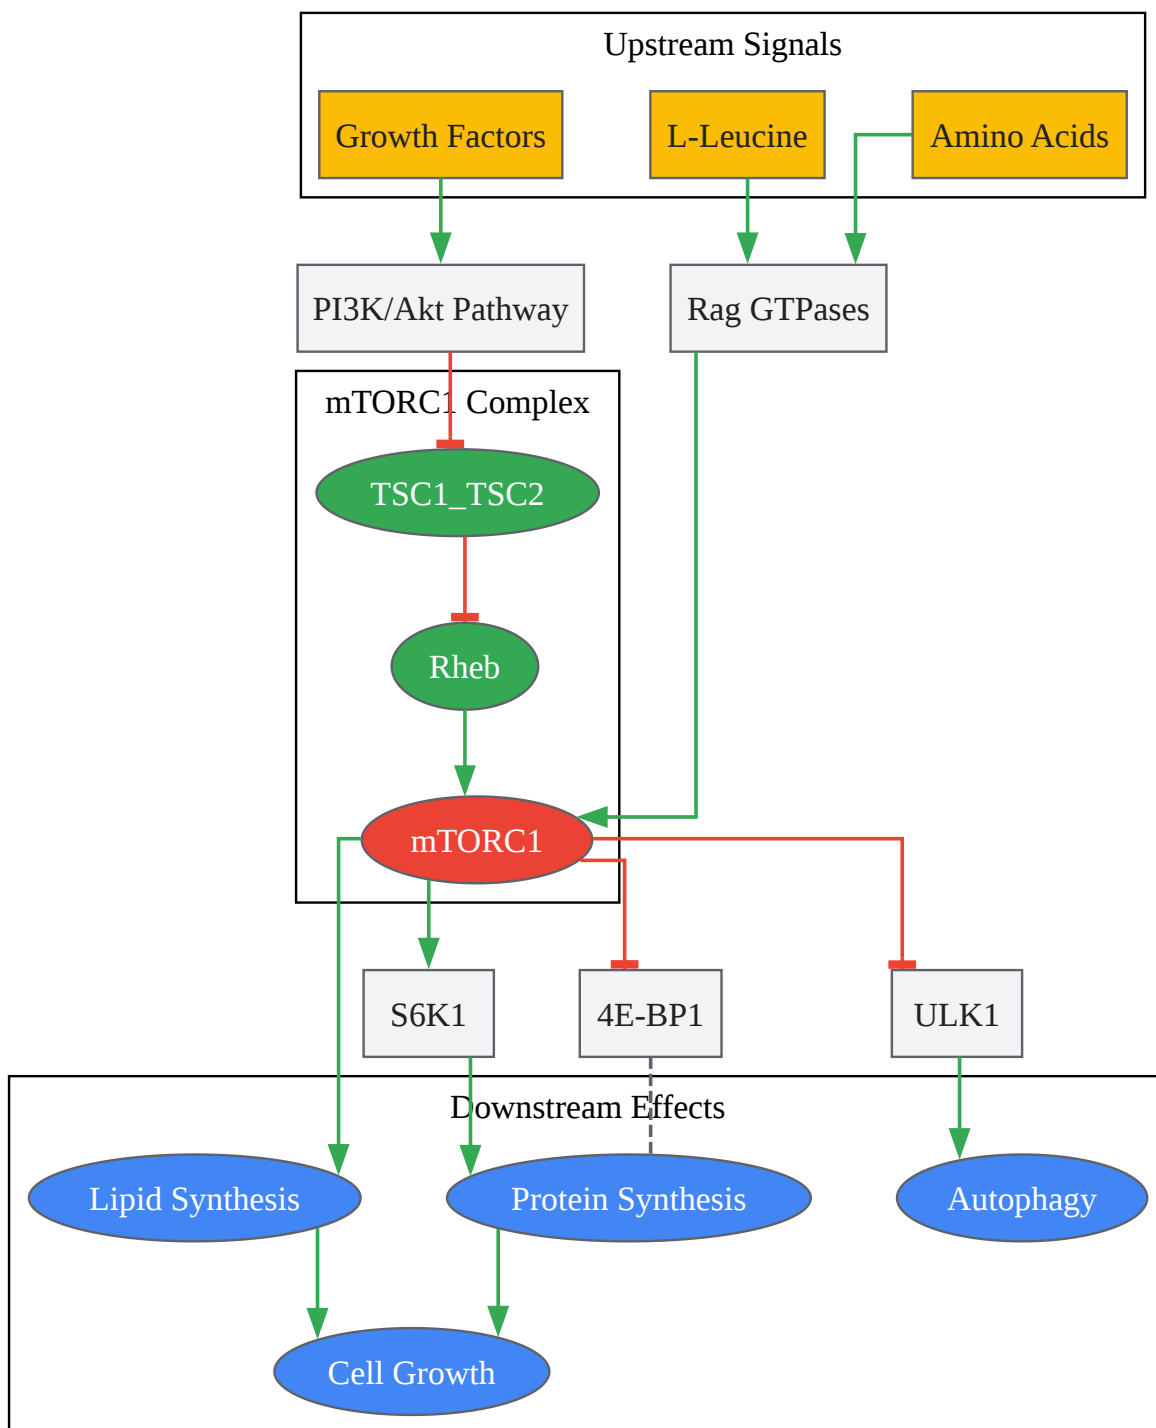 Upstream Signals
Growth Factors
L-Leucine
Amino Acids
PI3K/Akt Pathway
Rag GTPases
mTORC1 Complex
TSC1_TSC2
Rheb
mTORC1
S6K1
4E-BP1
ULK1
Downstream Effects
Lipid Synthesis
Protein Synthesis
Autophagy
Cell Growth